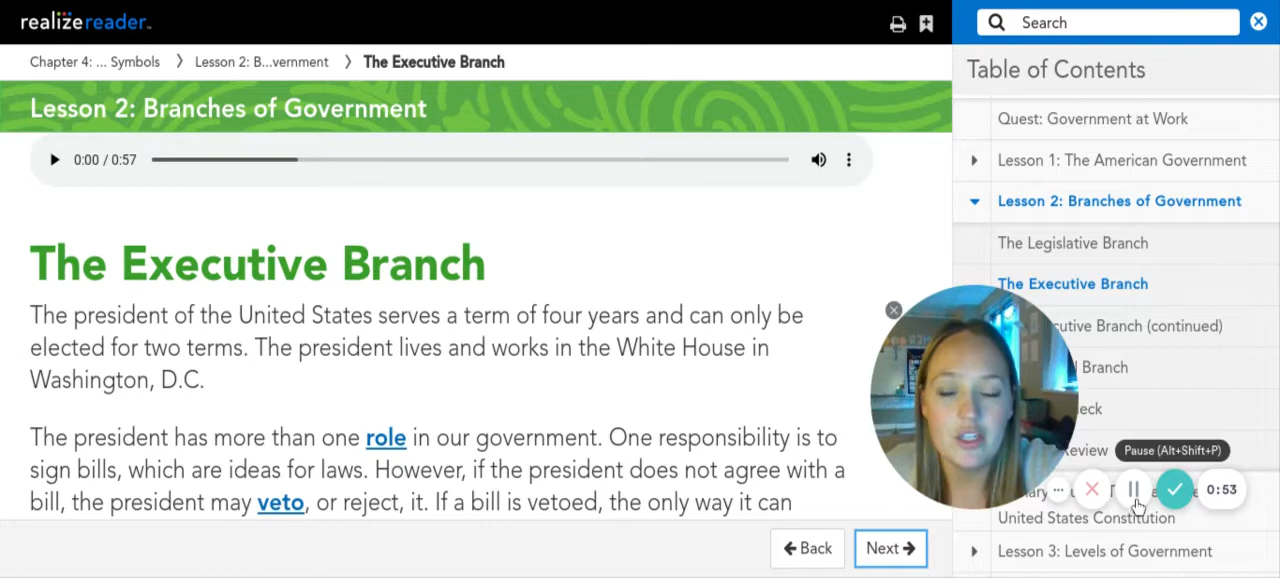 realizereader™
Search
Chapter 4: ... Symbols
Lesson 2: B...vernment
The Executive Branch
Table of Contents
Lesson 2: Branches of Government
Quest: Government at Work
0:00 / 0:57
Lesson 1: The American Government
Lesson 2: Branches of Government
The Legislative Branch
The Executive Branch
cutive Branch (continued)
Branch
eck
Review
Pause (Alt+Shift+P)
0:53
United States Constitution
Lesson 3: Levels of Government
The Executive Branch
The president of the United States serves a term of four years and can only be
elected for two terms. The president lives and works in the White House in
Washington, D.C.
The president has more than one role in our government. One responsibility is to
sign bills, which are ideas for laws. However, if the president does not agree with a
bill, the president may veto, or reject, it. If a bill is vetoed, the only way it can
Back
Next